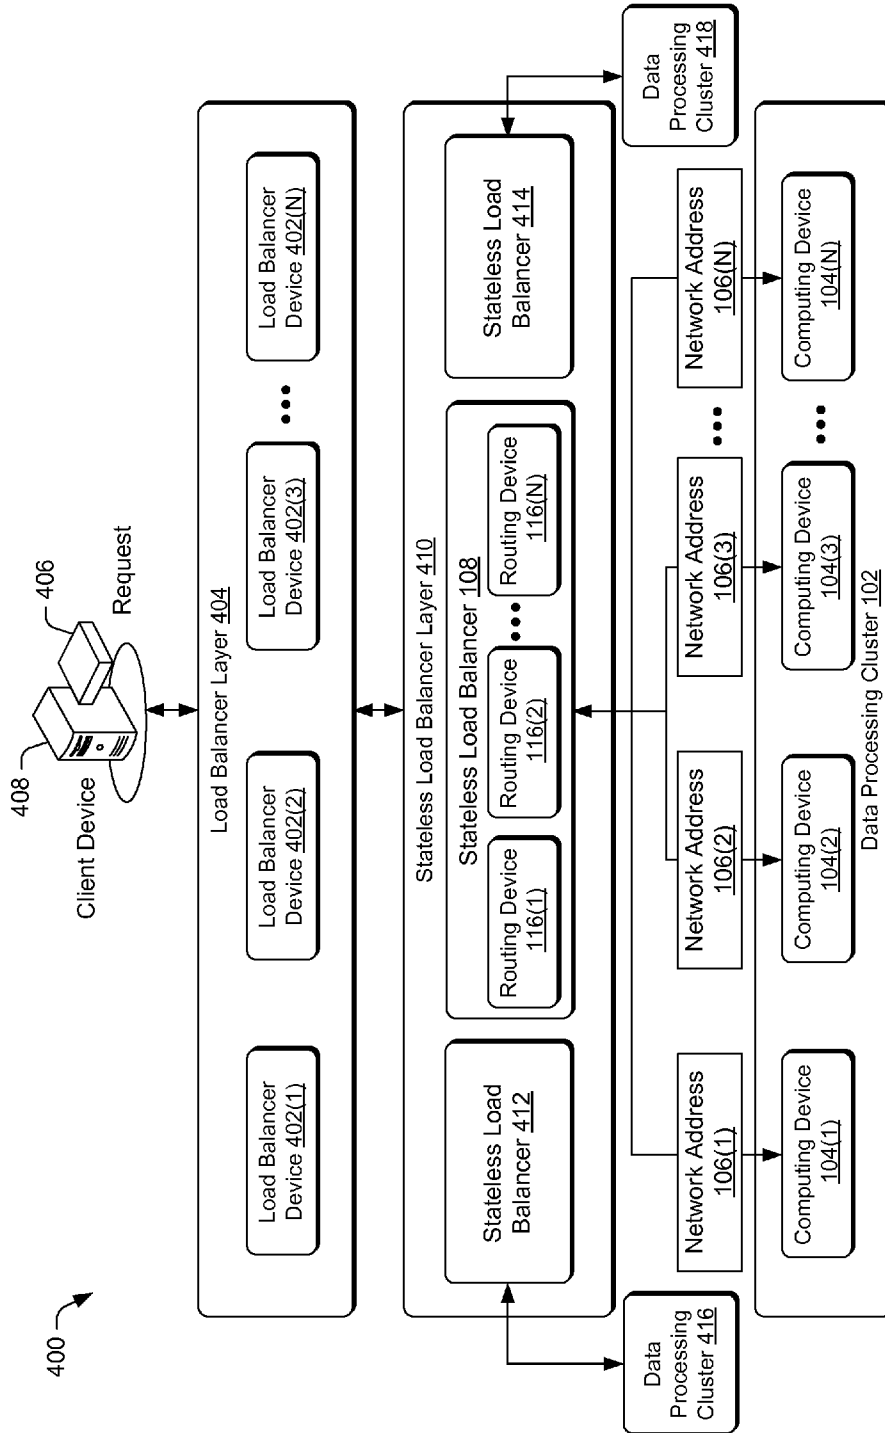 400
408
406
Client Device
Request
Load Balancer Layer 404
Load Balancer
Device 402(1)
Load Balancer
Device 402(2)
Load Balancer
Device 402(3)
Load Balancer
Device 402(N)
Stateless Load Balancer Layer 410
Stateless Load
Balancer 412
Stateless Load Balancer 108
Routing Device
116(1)
Routing Device
116(2)
Routing Device
116(N)
Stateless Load
Balancer 414
Data
Processing
Cluster 416
Data
Processing
Cluster 418
Network Address
106(1)
Network Address
106(2)
Network Address
106(3)
Network Address
106(N)
Computing Device
104(1)
Computing Device
104(2)
Computing Device
104(3)
Computing Device
104(N)
Data Processing Cluster 102